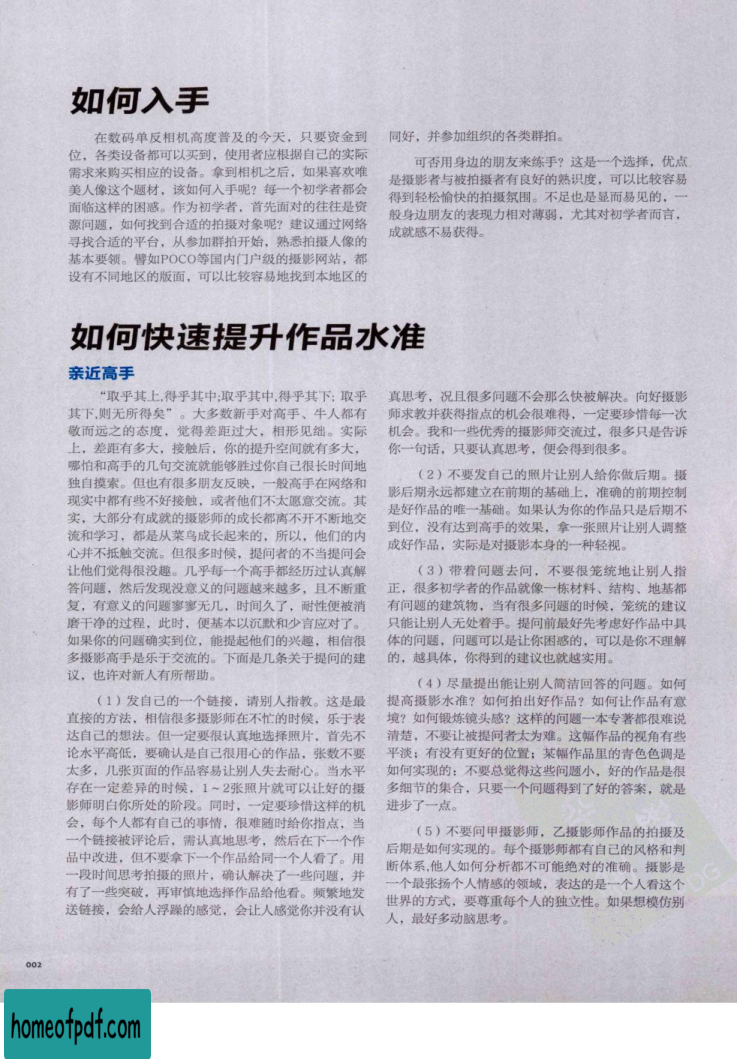 如何入手
在数码单反相机高度普及的今天，只要资金到
位，各类设备都可以买到，使用者应根据自己的实际
需求来购买相应的设备。拿到相机之后，如果喜欢唯
美人像这个题材，该如何入手呢？每一个初学者都会
面临这样的困惑。作为初学者，首先面对的往往是资
源问题，如何找到合适的拍摄对象呢？建议通过网络
寻找合适的平台，从参加群拍开始，熟悉拍摄人像的
基本要领。譬如POCO等国内门户级的摄影网站，都
设有不同地区的版面，可以比较容易地找到本地区的
同好，并参加组织的各类群拍。
可否用身边的朋友来练手？这是一个选择，优点
是摄影者与被拍摄者有良好的熟识度，可以比较容易
得到轻松愉快的拍摄氛围。不足也是显而易见的，一
般身边朋友的表现力相对薄弱，尤其对初学者而言，
成就感不易获得。
如何快速提升作品水准
亲近高手
“取乎其上,得乎其中;取乎其中,得乎其下; 取乎
其下,则无所得矣”。大多数新手对高手、牛人都有
敬而远之的态度，觉得差距过大，相形见绌。实际
上，差距有多大，接触后，你的提升空间就有多大，
哪怕和高手的几句交流就能够胜过你自己很长时间地
独自摸索。但也有很多朋友反映，一般高手在网络和
现实中都有些不好接触，或者他们不太愿意交流。其
实，大部分有成就的摄影师的成长都离不开不断地交
流和学习，都是从菜鸟成长起来的，所以，他们的内
心并不抵触交流。但很多时候，提问者的不当提问会
让他们觉得很没趣。几乎每一个高手都经历过认真解
答问题，然后发现没意义的问题越来越多，且不断重
复，有意义的问题寥寥无几，时间久了，耐性便被消
磨干净的过程，此时，便基本以沉默和少言应对了。
如果你的问题确实到位，能提起他们的兴趣，相信很
多摄影高手是乐于交流的。下面是几条关于提问的建
议，也许对新人有所帮助。
（1）发自己的一个链接，请别人指教。这是最
直接的方法，相信很多摄影师在不忙的时候，乐于表
达自己的想法。但一定要很认真地选择照片，首先不
论水平高低，要确认是自己很用心的作品，张数不要
太多，几张页面的作品容易让别人失去耐心。当水平
存在一定差异的时候，1～2张照片就可以让好的摄
影师明白你所处的阶段。同时，一定要珍惜这样的机
会，每个人都有自己的事情，很难随时给你指点，当
一个链接被评论后，需认真地思考，然后在下一个作
品中改进，但不要拿下一个作品给同一个人看了。用
一段时间思考拍摄的照片，确认解决了一些问题，并
有了一些突破，再审慎地选择作品给他看。频繁地发
送链接，会给人浮躁的感觉，会让人感觉你并没有认
真思考，况且很多问题不会那么快被解决。向好摄影
师求教并获得指点的机会很难得，一定要珍惜每一次
机会。我和一些优秀的摄影师交流过，很多只是告诉
你一句话，只要认真思考，便会得到很多。
（2）不要发自己的照片让别人给你做后期。摄
影后期永远都建立在前期的基础上，准确的前期控制
是好作品的唯一基础。如果认为你的作品只是后期不
到位，没有达到高手的效果，拿一张照片让别人调整
成好作品，实际是对摄影本身的一种轻视。
（3）带着问题去问，不要很笼统地让别人指
正，很多初学者的作品就像一栋材料、结构、地基都
有问题的建筑物，当有很多问题的时候，笼统的建议
只能让别人无处着手。提问前最好先考虑好作品中具
体的问题，问题可以是让你困惑的，可以是你不理解
的，越具体，你得到的建议也就越实用。
（4）尽量提出能让别人简洁回答的问题。如何
提高摄影水准？如何拍出好作品？如何让作品有意
境？如何锻炼镜头感？这样的问题一本专著都很难说
清楚，不要让被提问者太为难。这幅作品的视角有些
平淡；有没有更好的位置；某幅作品里的青色色调是
如何实现的；不要总觉得这些问题小，好的作品是很
多细节的集合，只要一个问题得到了好的答案，就是
进步了一点。
（5）不要问甲摄影师，乙摄影师作品的拍摄及
后期是如何实现的。每个摄影师都有自己的风格和判
断体系,他人如何分析都不可能绝对的准确。摄影是
一个最张扬个人情感的领域，表达的是一个人看这个
世界的方式，要尊重每个人的独立性。如果想模仿别
人，最好多动脑思考。
002
homeofpdf.com